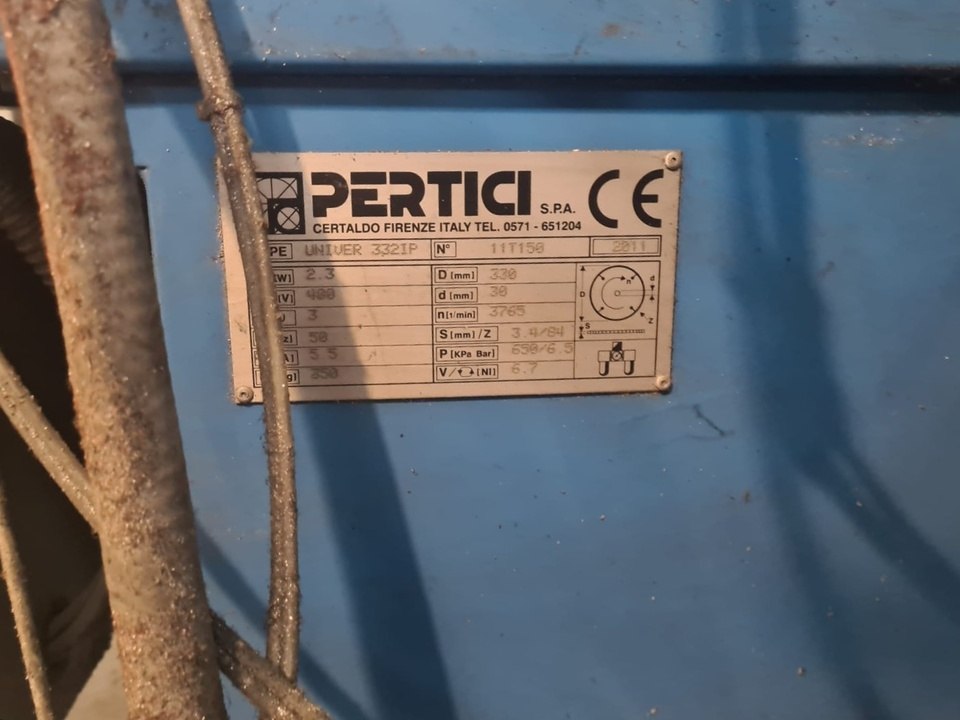 PERTICI S.P.A. CE
CERTALDO FIRENZE ITALY TEL. 0571 - 651204
PE UNIVER 332IP N° 11T150 2011
W] 2.3 D [mm] 330
[V] 400 d [mm] 30
3 n [1/min] 3765
z] 50 S [mm] / Z 3.4/84
A] 5.5 P [KPa Bar] 650/6.5
g] 350 V/ [Nl] 6.7
D n d S Z